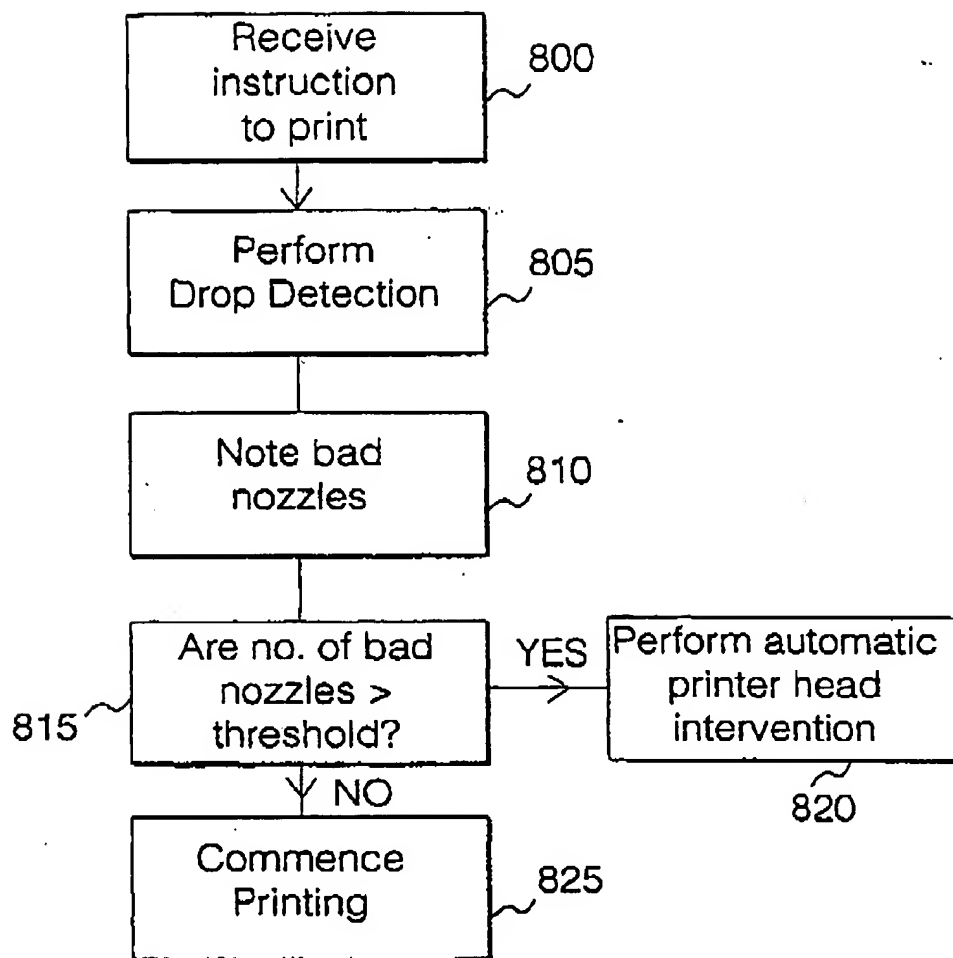 Receive
instruction
to print
800
Perform
Drop Detection
805
Note bad
nozzles
810
Are no. of bad
nozzles >
threshold?
815
YES
Perform automatic
printer head
intervention
820
NO
Commence
Printing
825